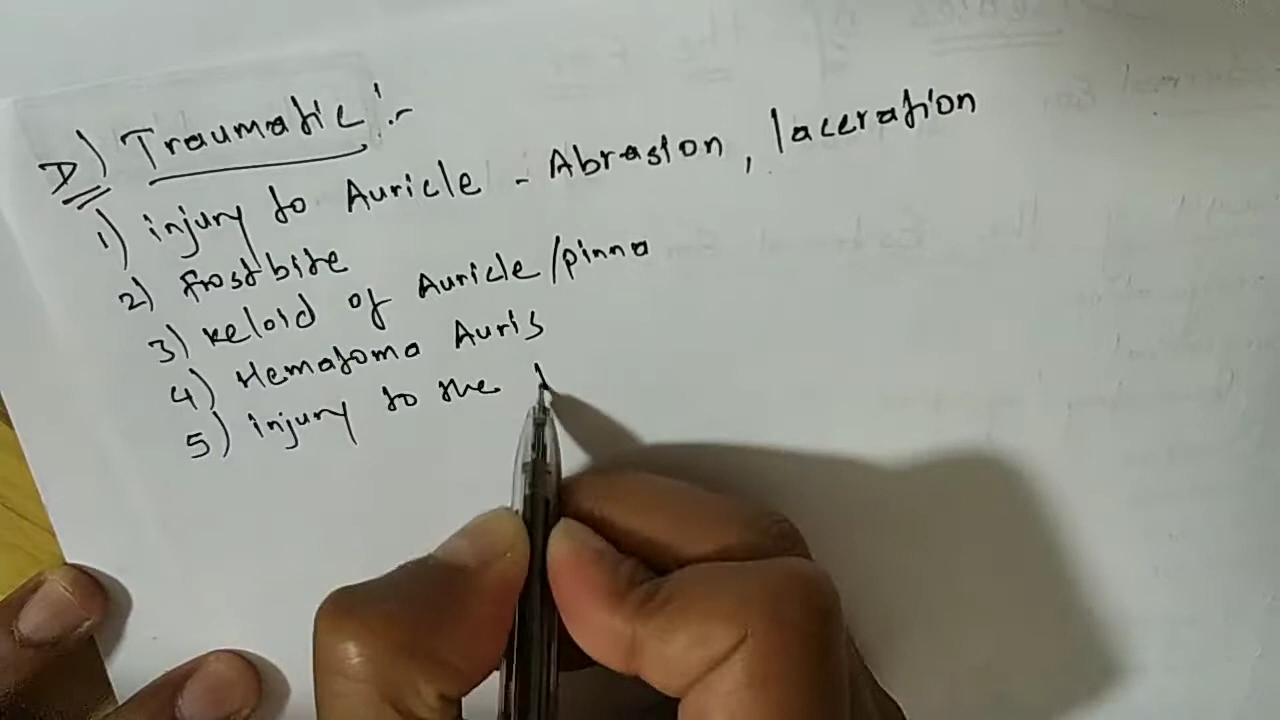 D) Traumatic :-
1) injury to Auricle - Abrasion, laceration
2) frostbite
3) keloid of Auricle/pinna
4) Hematoma Auris
5) injury to the